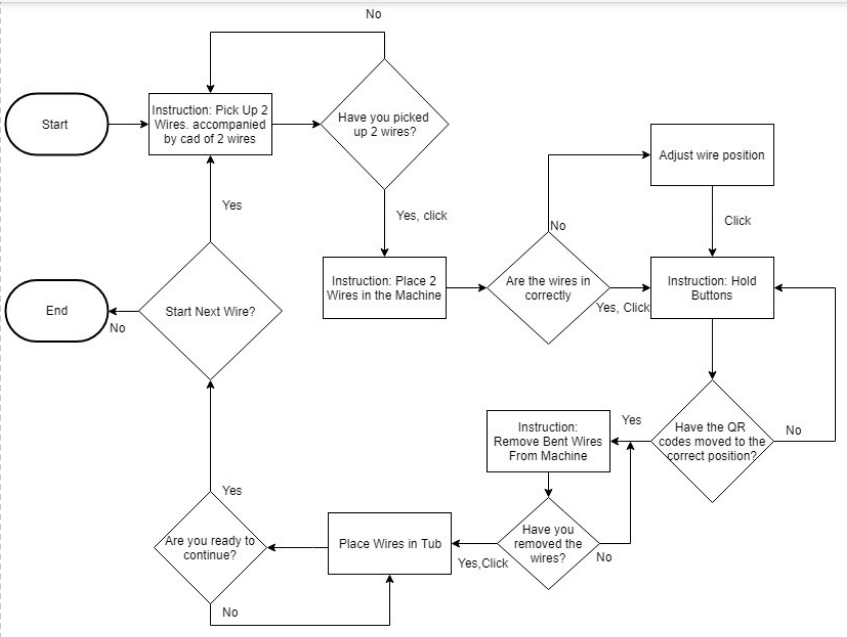 No
Start
Instruction: Pick Up 2
Wires. accompanied
by cad of 2 wires
Have you picked
up 2 wires?
Yes, click
Adjust wire position
Click
No
Instruction: Place 2
Wires in the Machine
Are the wires in
correctly
Yes, Click
Instruction: Hold
Buttons
Yes
Start Next Wire?
End
No
Have the QR
codes moved to the
correct position?
No
Yes
Instruction:
Remove Bent Wires
From Machine
Have you
removed the
wires?
No
Yes,Click
Place Wires in Tub
Are you ready to
continue?
Yes
No